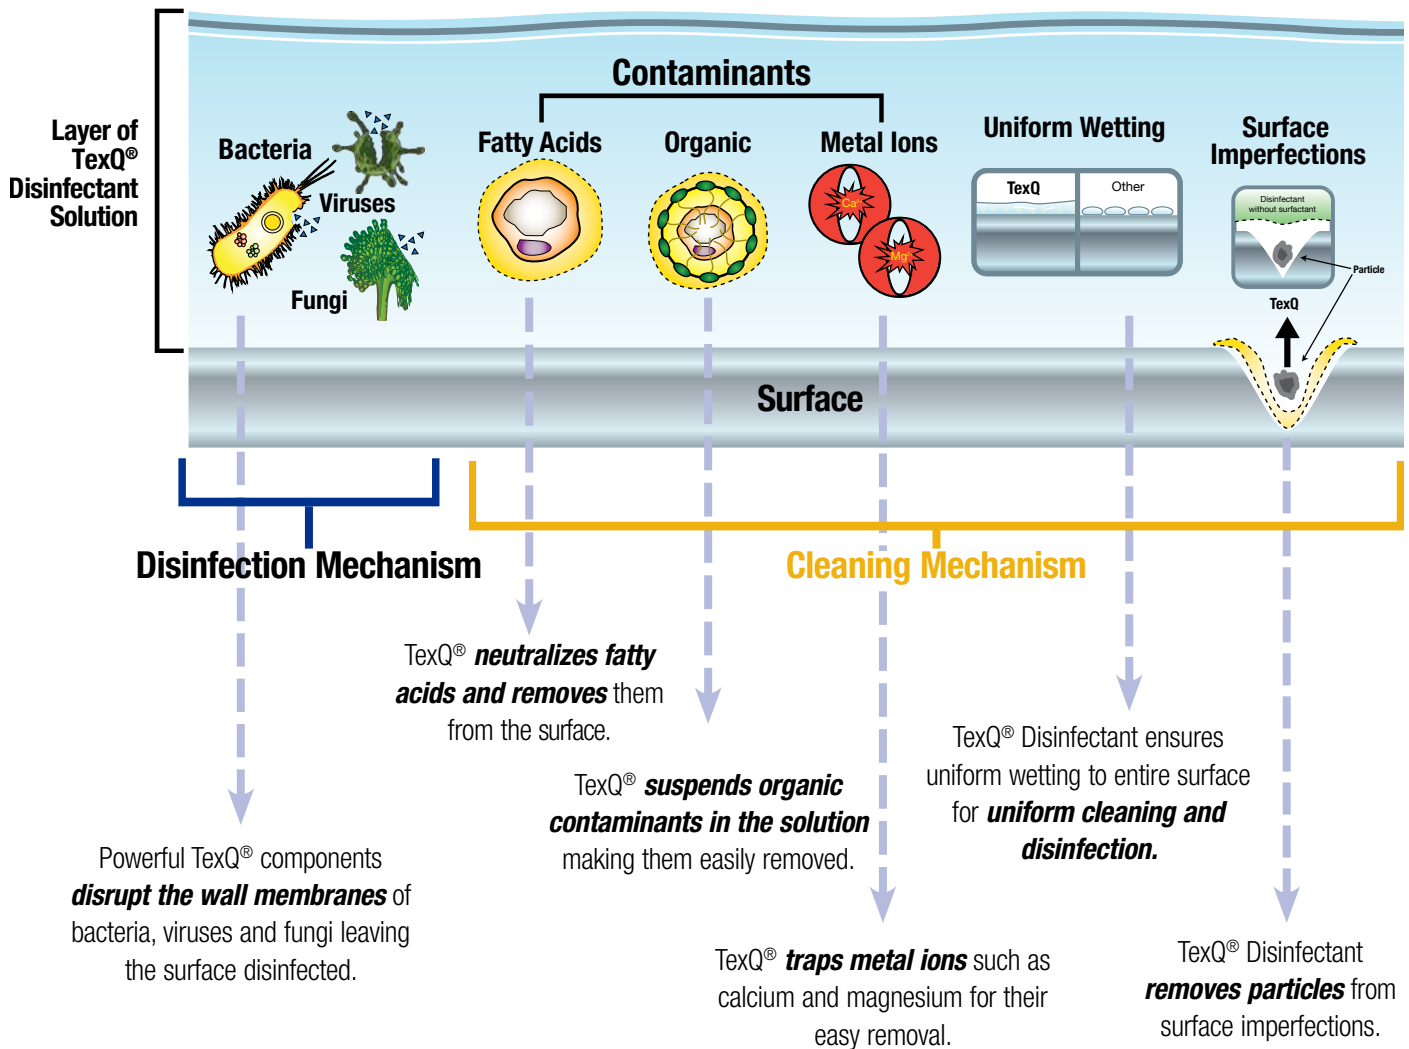 Layer of
TexQ®
Disinfectant
Solution
Contaminants
Bacteria
Viruses
Fungi
Fatty Acids
Organic
Metal Ions
Ca²
Mg²
Uniform Wetting
TexQ
Other
Surface
Imperfections
Disinfectant
without surfactant
Particle
TexQ
Surface
Disinfection Mechanism
Cleaning Mechanism
Powerful TexQ® components
disrupt the wall membranes of
bacteria, viruses and fungi leaving
the surface disinfected.
TexQ® neutralizes fatty
acids and removes them
from the surface.
TexQ® suspends organic
contaminants in the solution
making them easily removed.
TexQ® traps metal ions such as
calcium and magnesium for their
easy removal.
TexQ® Disinfectant ensures
uniform wetting to entire surface
for uniform cleaning and
disinfection.
TexQ® Disinfectant
removes particles from
surface imperfections.